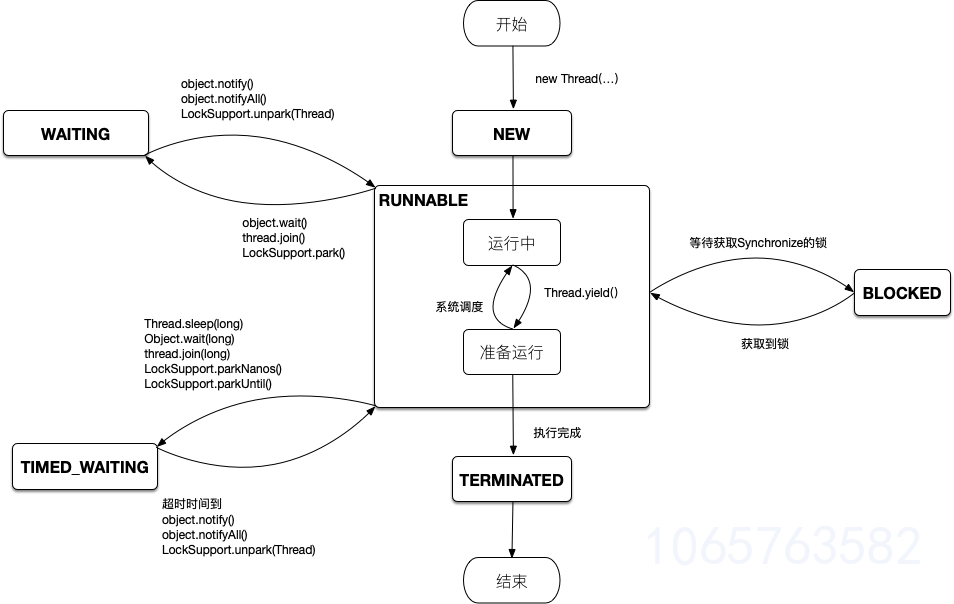 开始
new Thread(...)
object.notify()
object.notifyAll()
LockSupport.unpark(Thread)
WAITING
NEW
RUNNABLE
object.wait()
thread.join()
LockSupport.park()
运行中
等待获取Synchronize的锁
系统调度
Thread.yield()
BLOCKED
Thread.sleep(long)
Object.wait(long)
thread.join(long)
LockSupport.parkNanos()
LockSupport.parkUntil()
准备运行
获取到锁
执行完成
TIMED_WAITING
TERMINATED
超时时间到
object.notify()
object.notifyAll()
LockSupport.unpark(Thread)
1065763582
结束